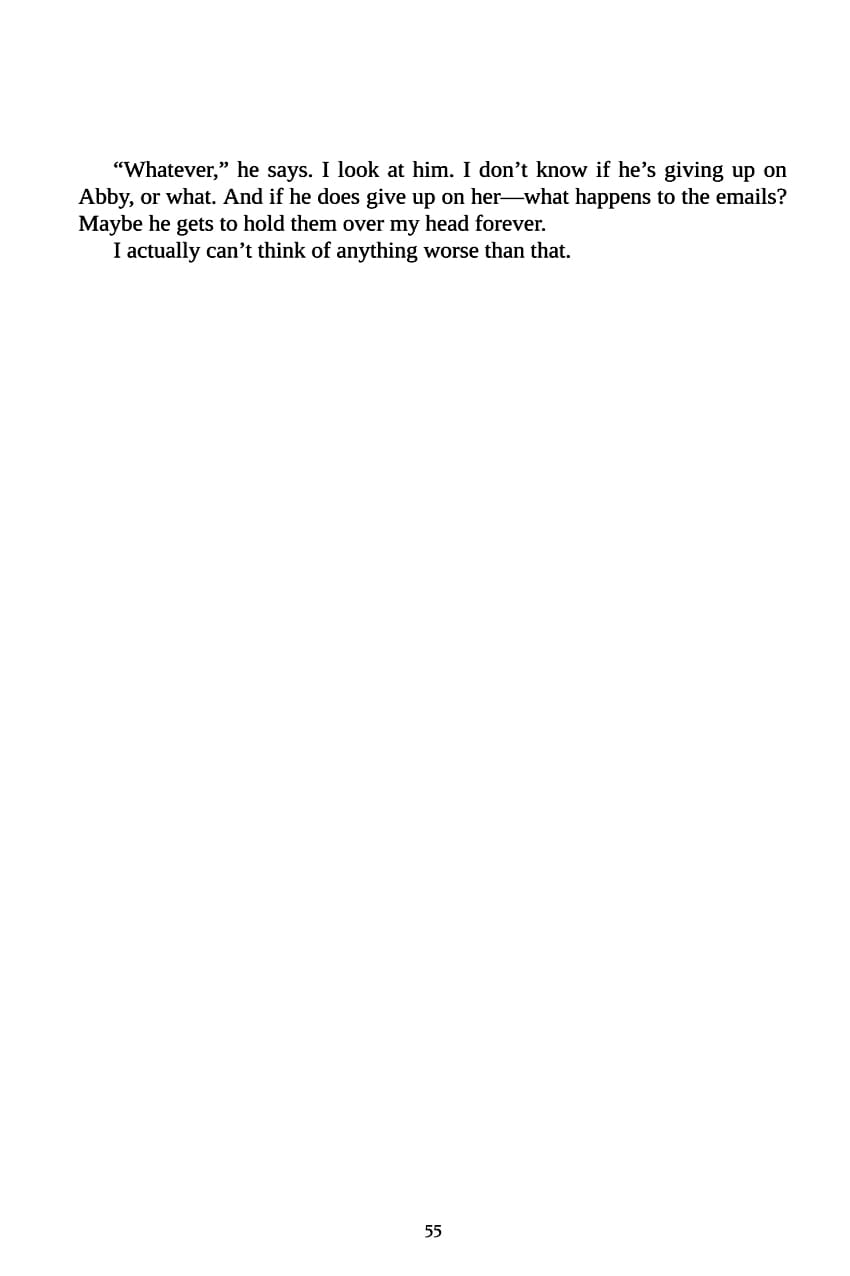 “Whatever,” he says. I look at him. I don’t know if he’s giving up on
Abby, or what. And if he does give up on her—what happens to the emails?
Maybe he gets to hold them over my head forever.
I actually can’t think of anything worse than that.
55